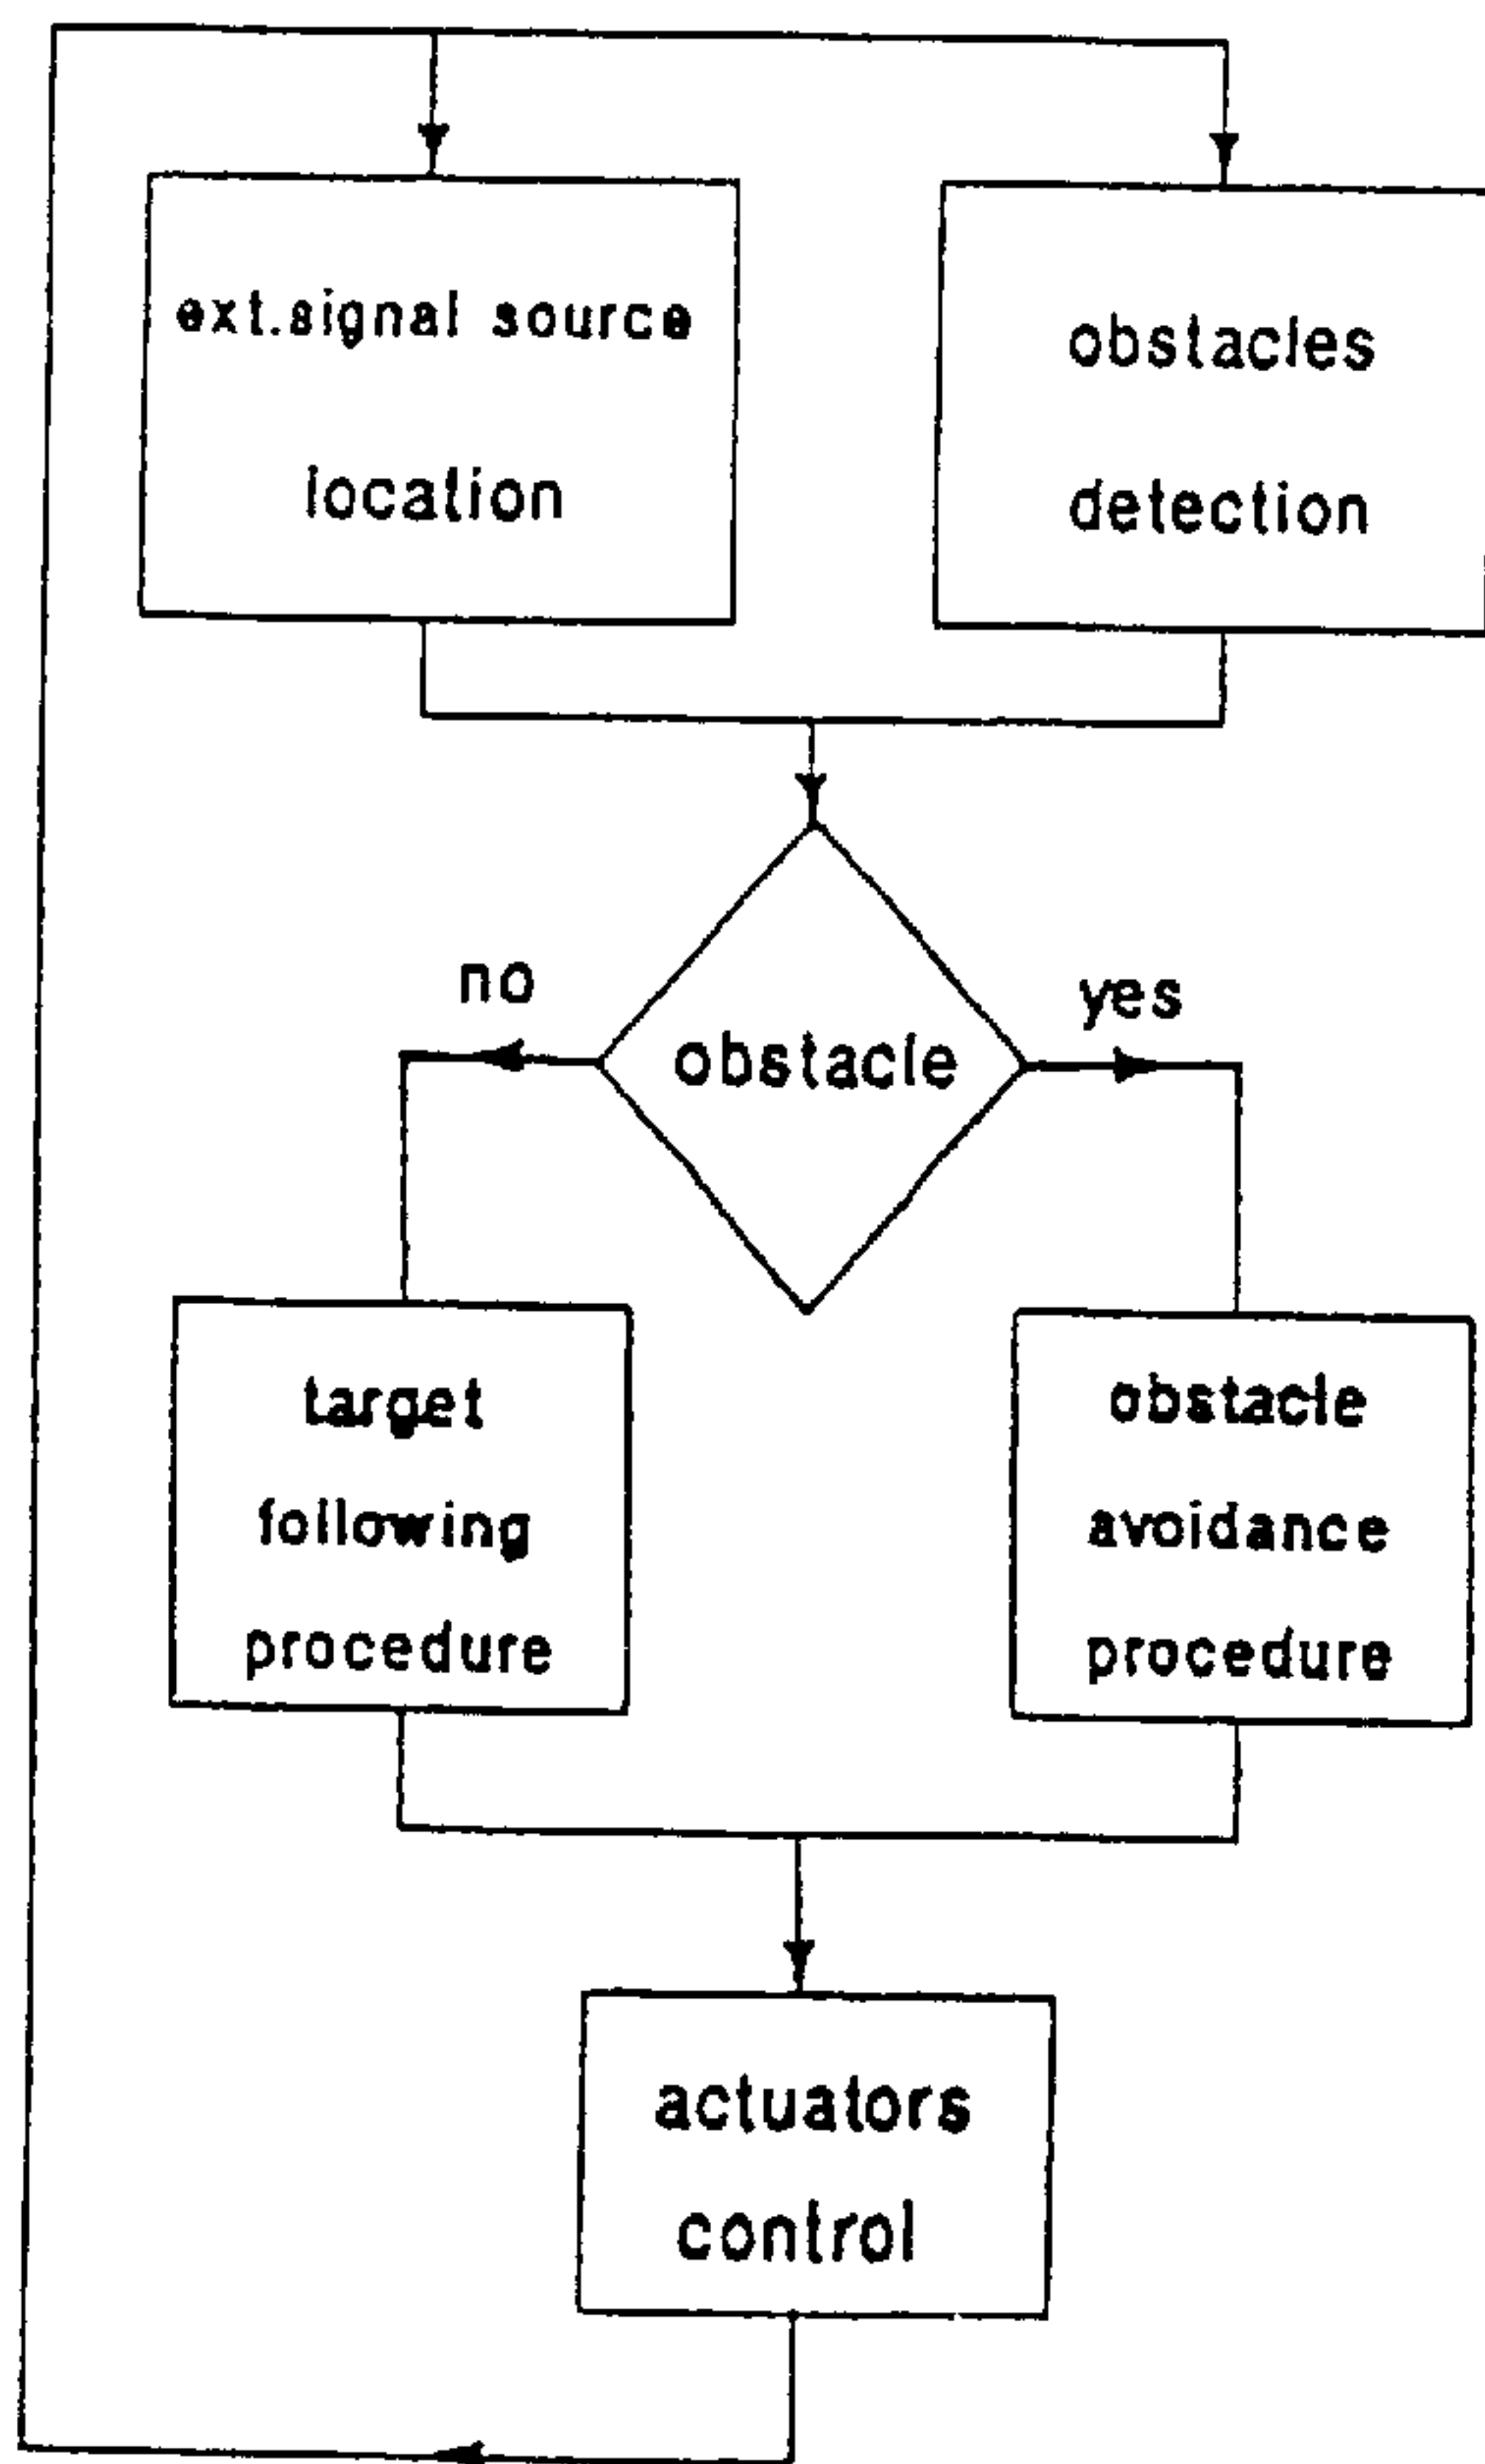 ext.signal source
location
obstacles
detection
no
yes
obstacle
target
following
procedure
obstacle
avoidance
procedure
actuators
control